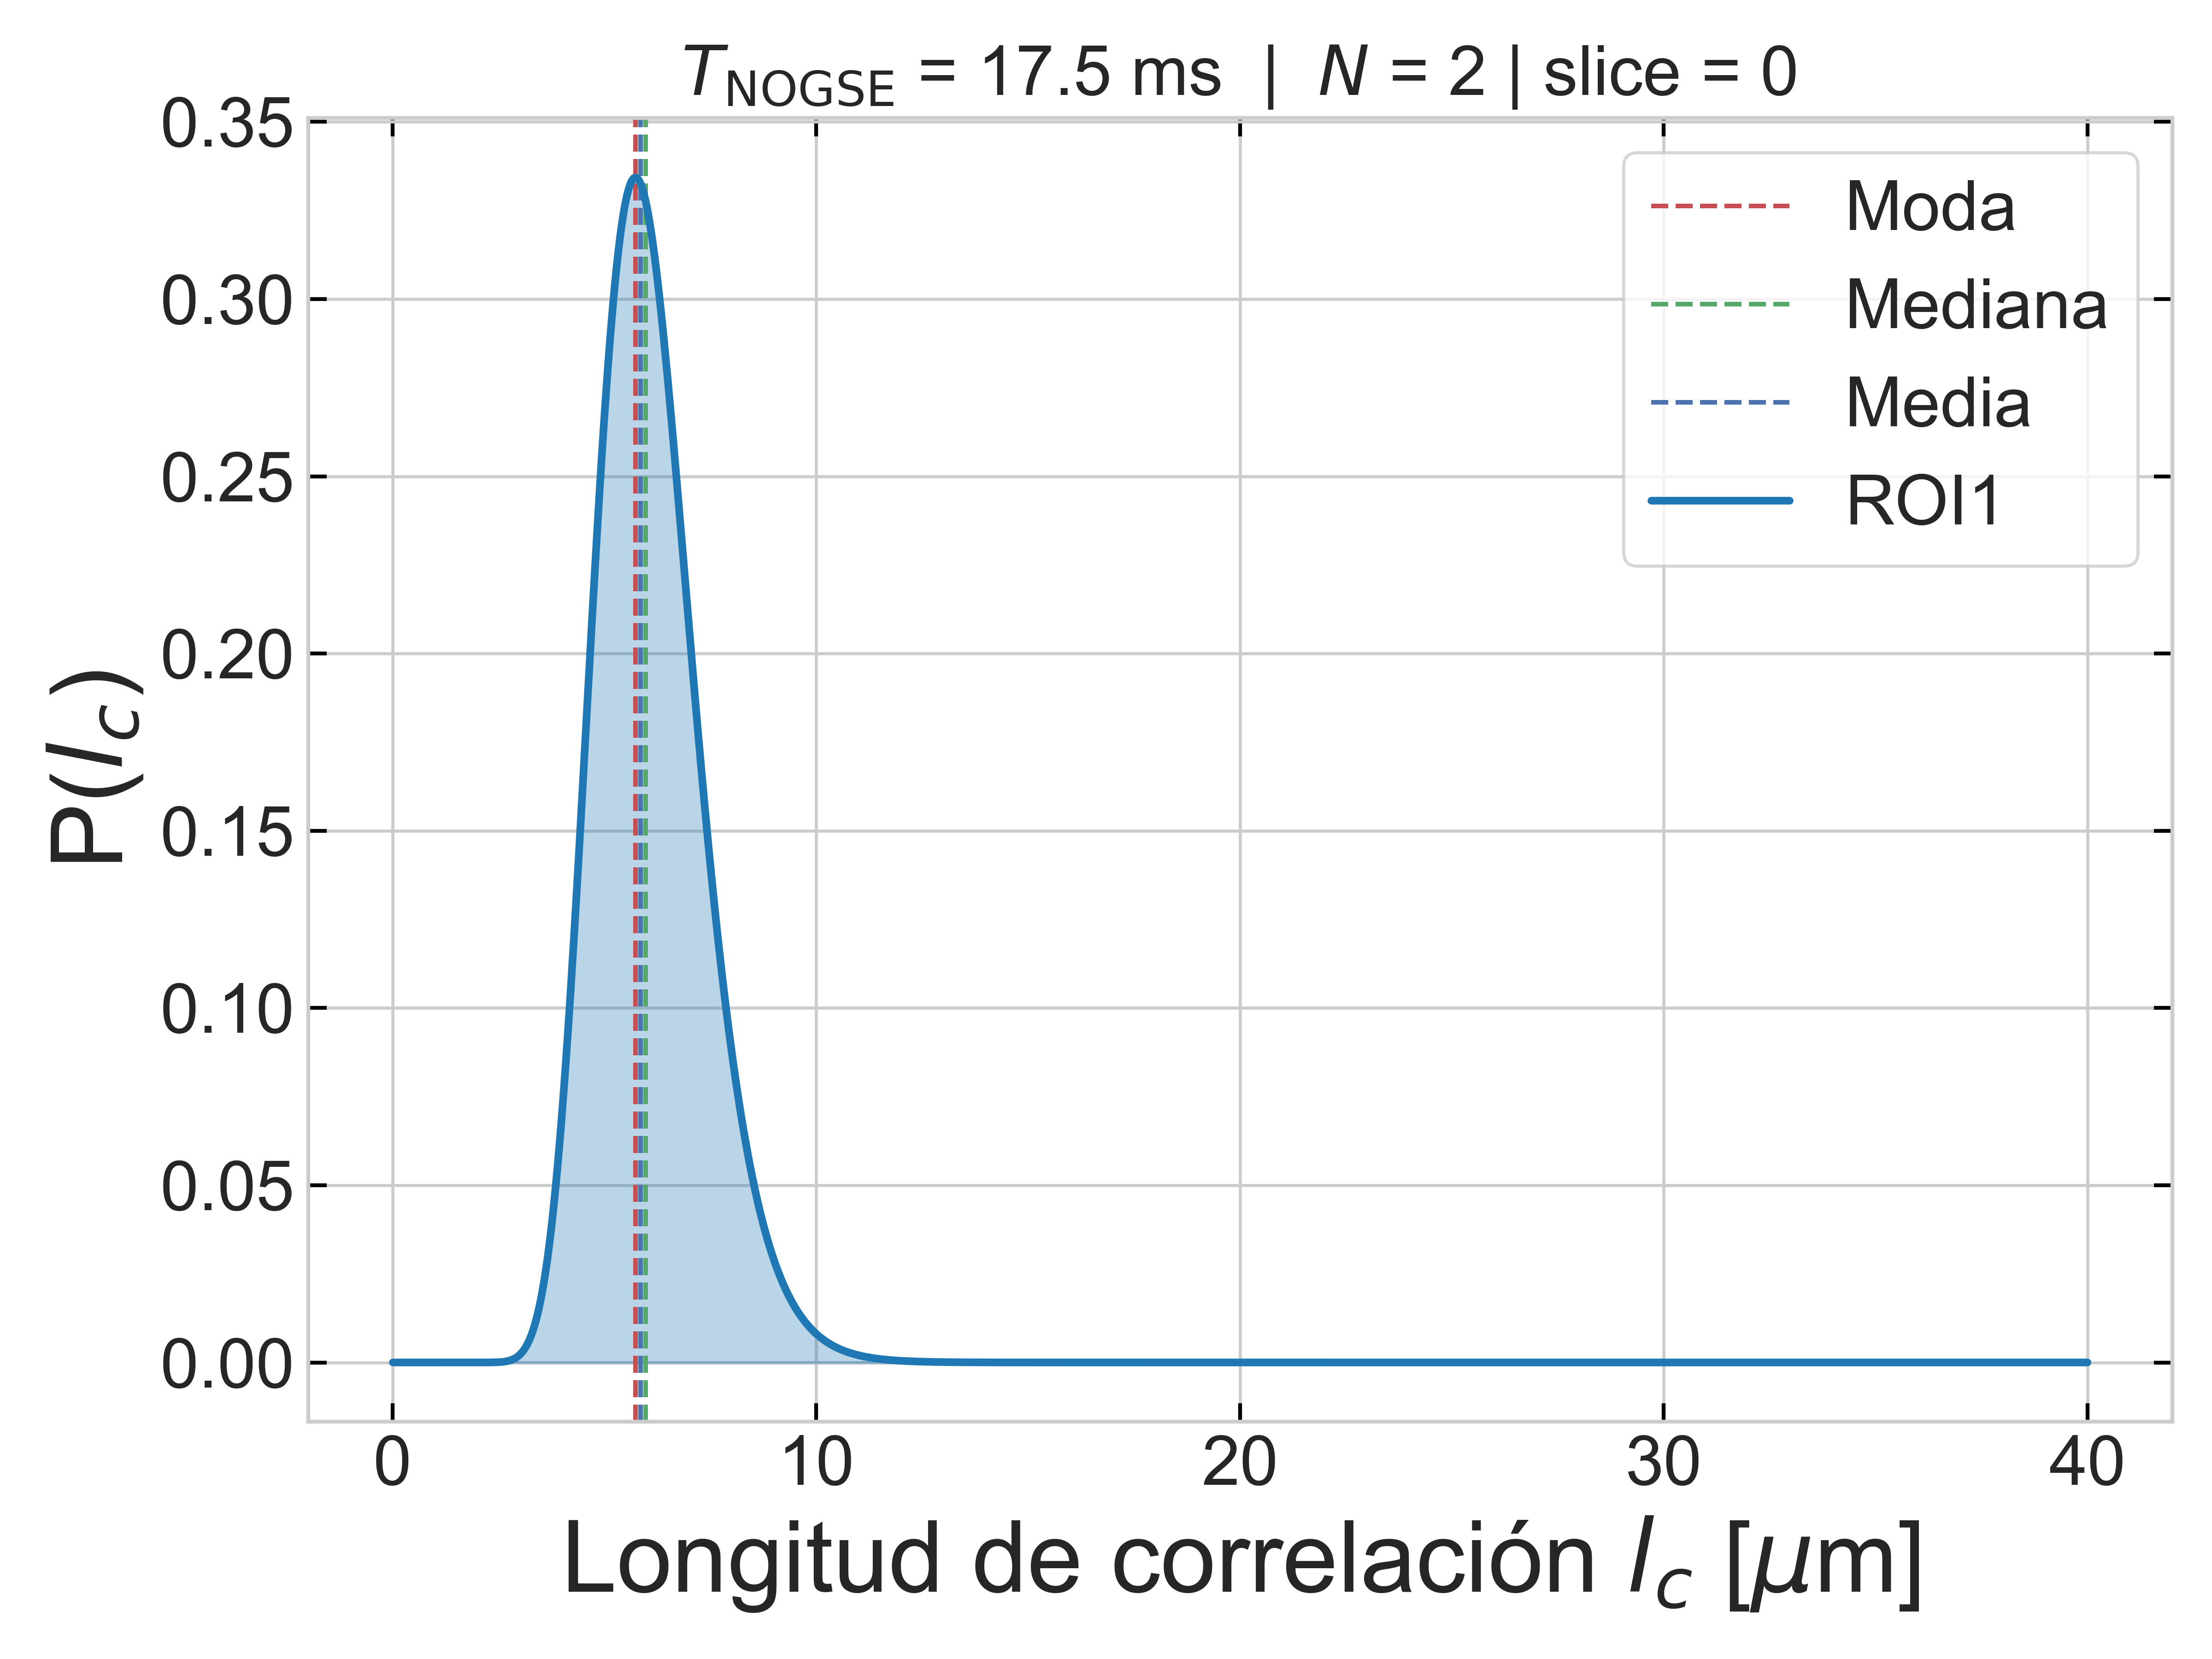 T_NOGSE = 17.5 ms | N = 2 | slice = 0
0.35
0.30
0.25
0.20
0.15
0.10
0.05
0.00
P(l_c)
Moda
Mediana
Media
ROI1
0 10 20 30 40
Longitud de correlación l_c [μm]